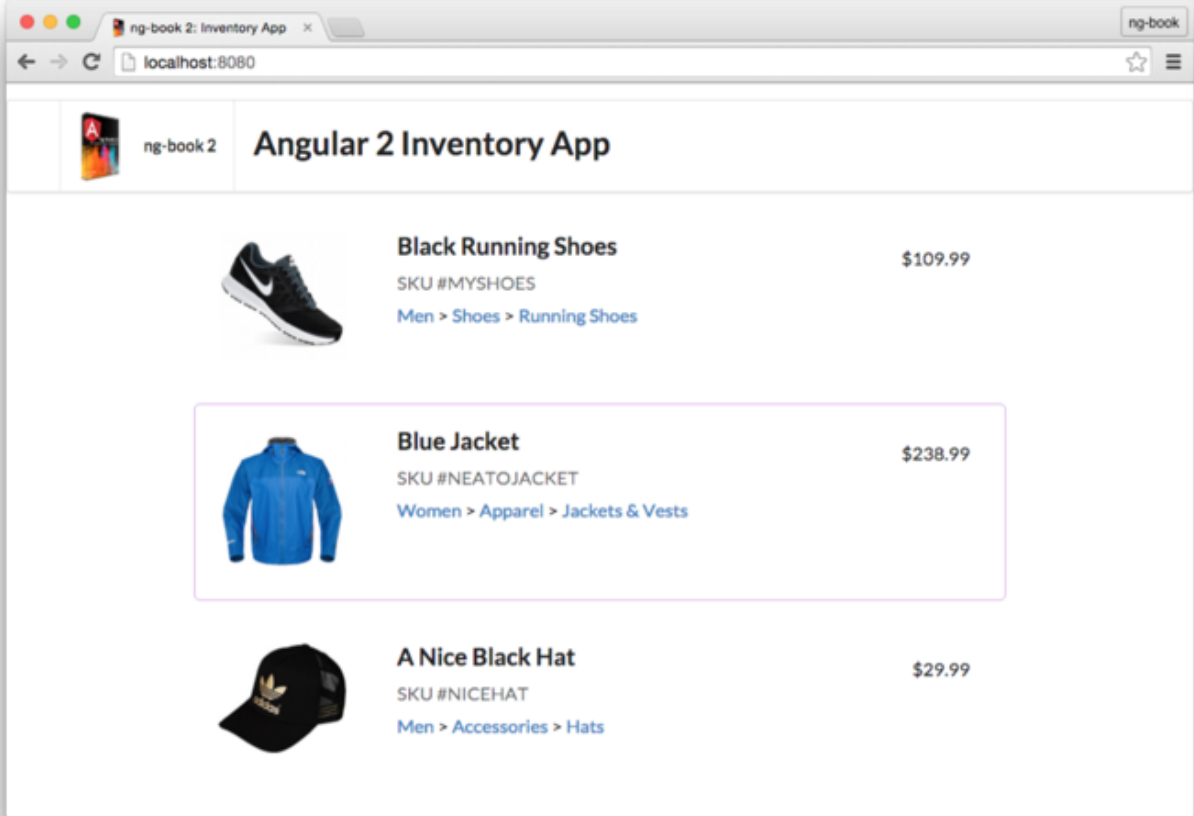 ng-book 2: Inventory App
ng-book
localhost:8080
ng-book 2
Angular 2 Inventory App
Black Running Shoes
$109.99
SKU #MYSHOES
Men > Shoes > Running Shoes
Blue Jacket
$238.99
SKU #NEATOJACKET
Women > Apparel > Jackets & Vests
A Nice Black Hat
$29.99
SKU #NICEHAT
Men > Accessories > Hats
adidas